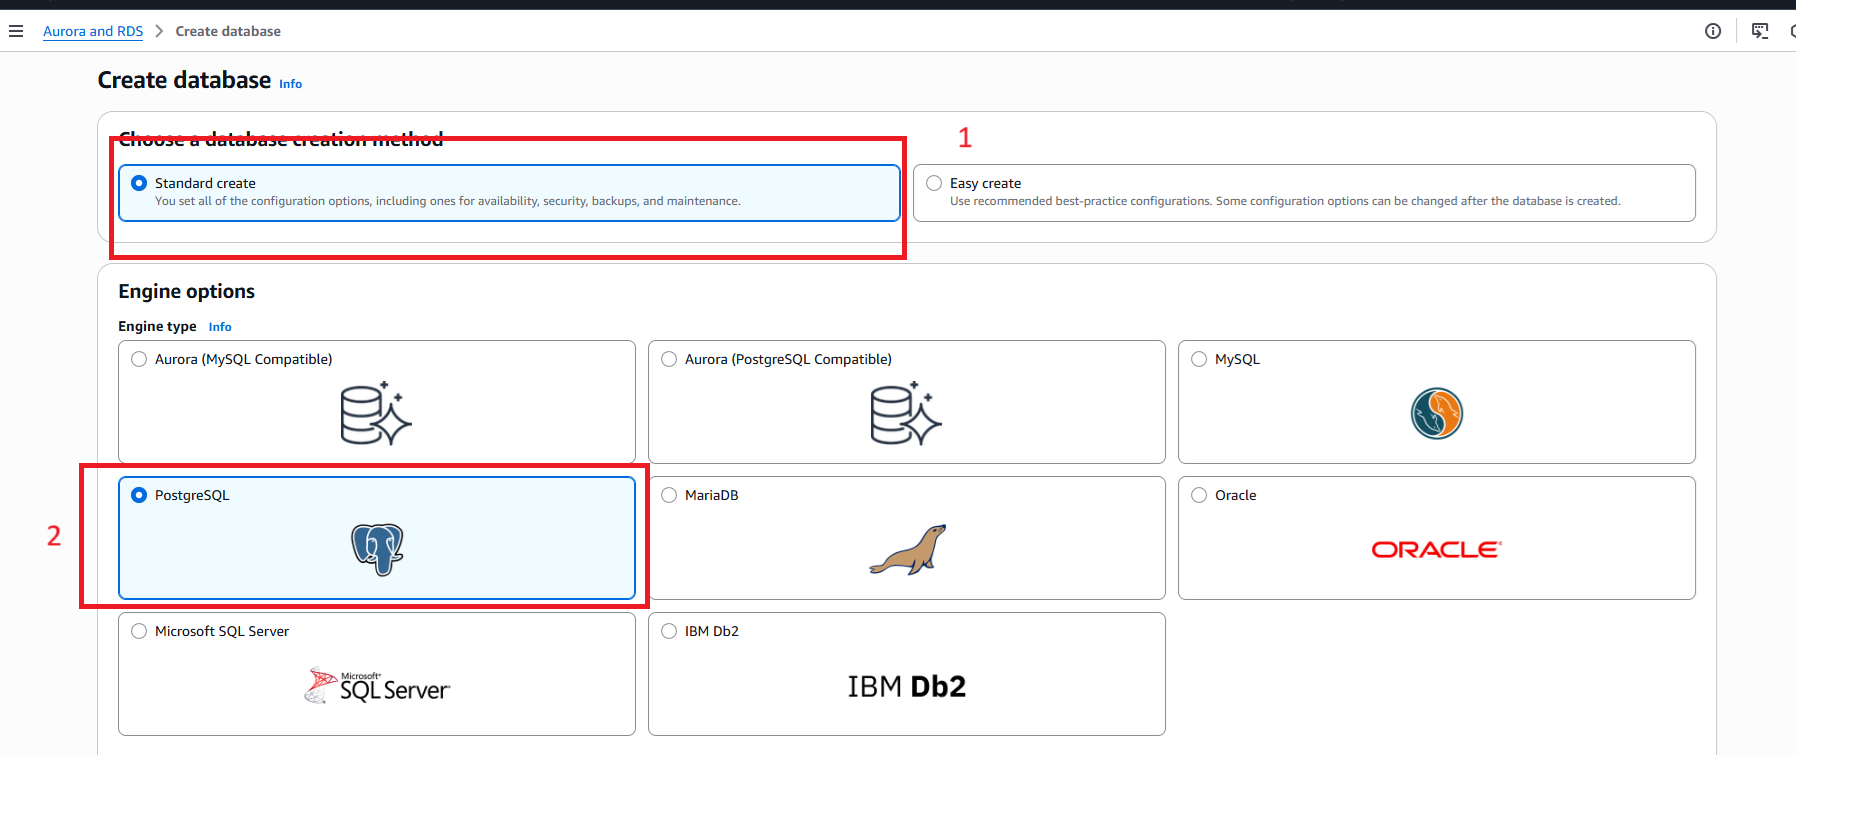 Aurora and RDS > Create database
Create database Info
Choose a database creation method
1
Standard create
You set all of the configuration options, including ones for availability, security, backups, and maintenance.
Easy create
Use recommended best-practice configurations. Some configuration options can be changed after the database is created.
Engine options
Engine type Info
Aurora (MySQL Compatible)
Aurora (PostgreSQL Compatible)
MySQL
2
PostgreSQL
MariaDB
Oracle
ORACLE
Microsoft SQL Server
Microsoft
SQL Server
IBM Db2
IBM Db2